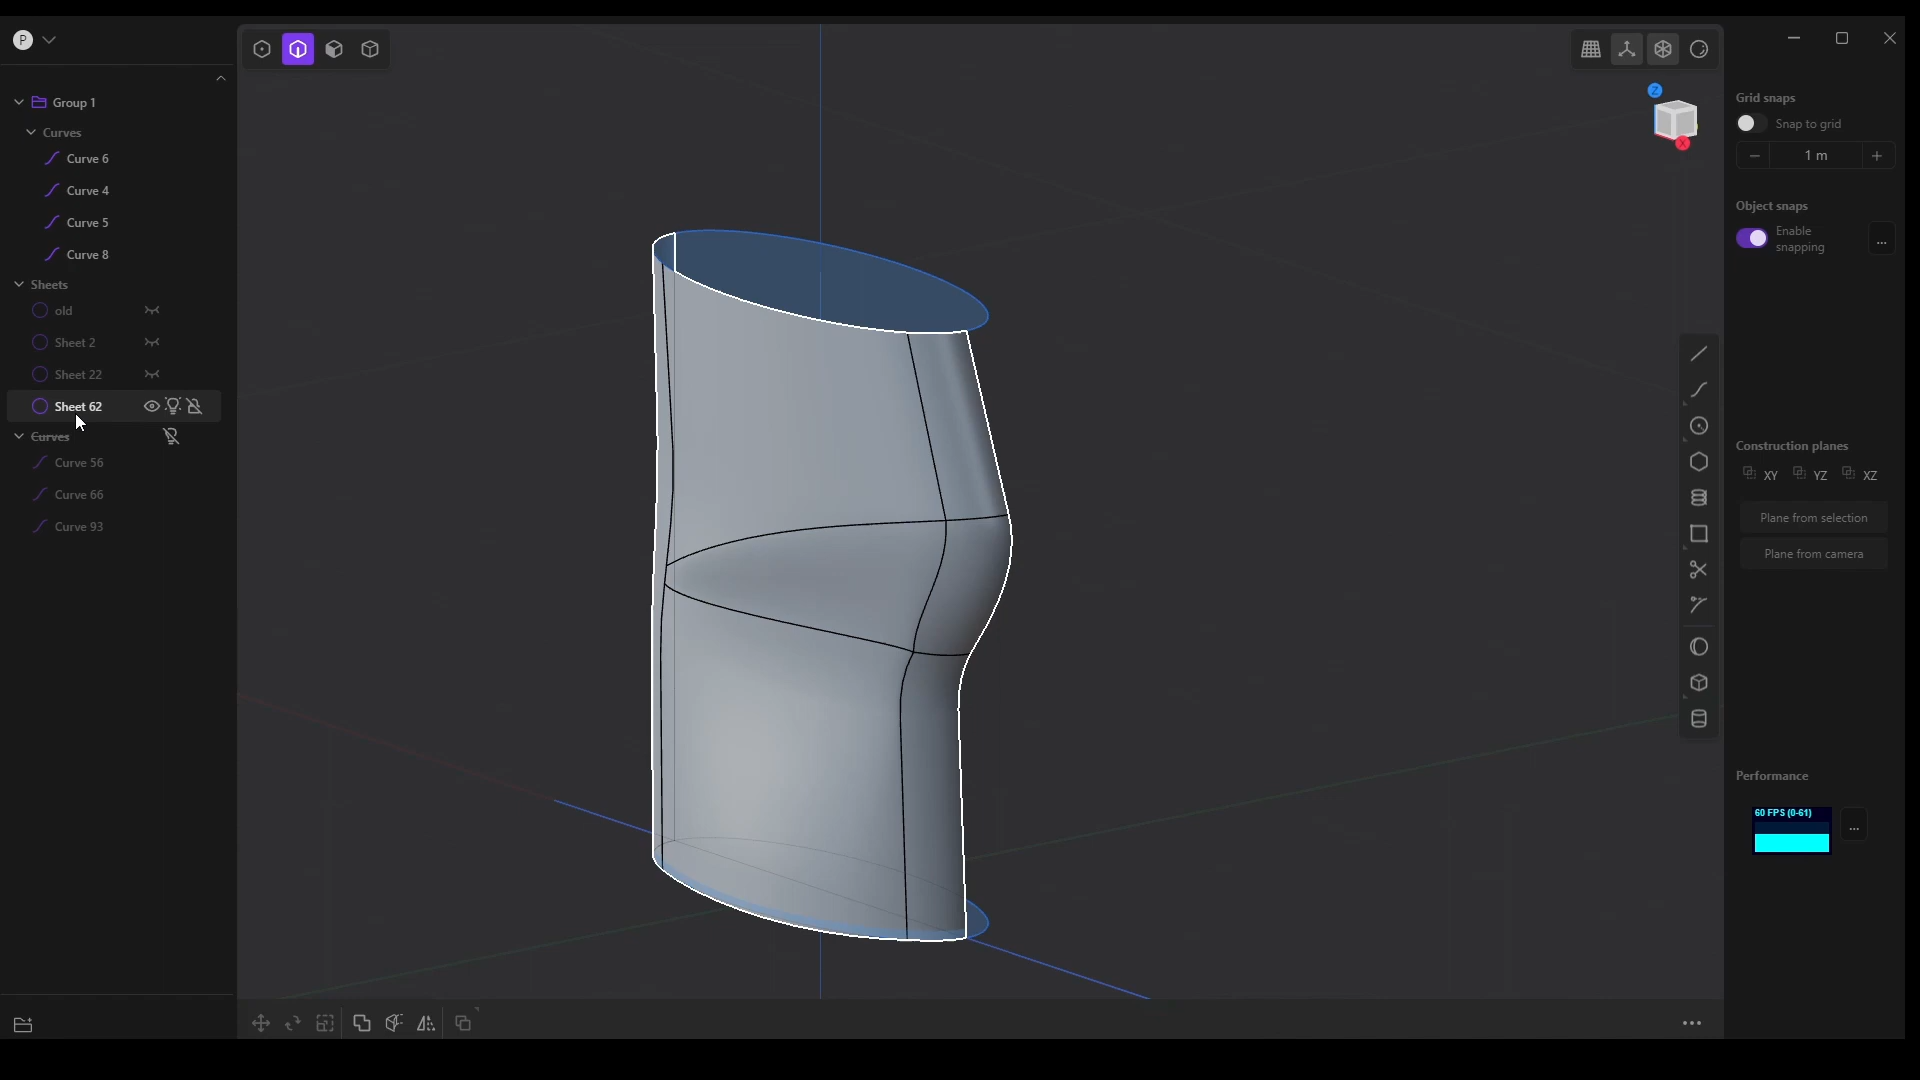 P
Group 1
Curves
Curve 6
Curve 4
Curve 5
Curve 8
Sheets
old
Sheet 2
Sheet 22
Sheet 62
Curves
Curve 56
Curve 66
Curve 93
Z
X
Grid snaps
Snap to grid
− 1 m +
Object snaps
Enable
snapping
...
Construction planes
XY YZ XZ
Plane from selection
Plane from camera
Performance
60 FPS (0-61)
...